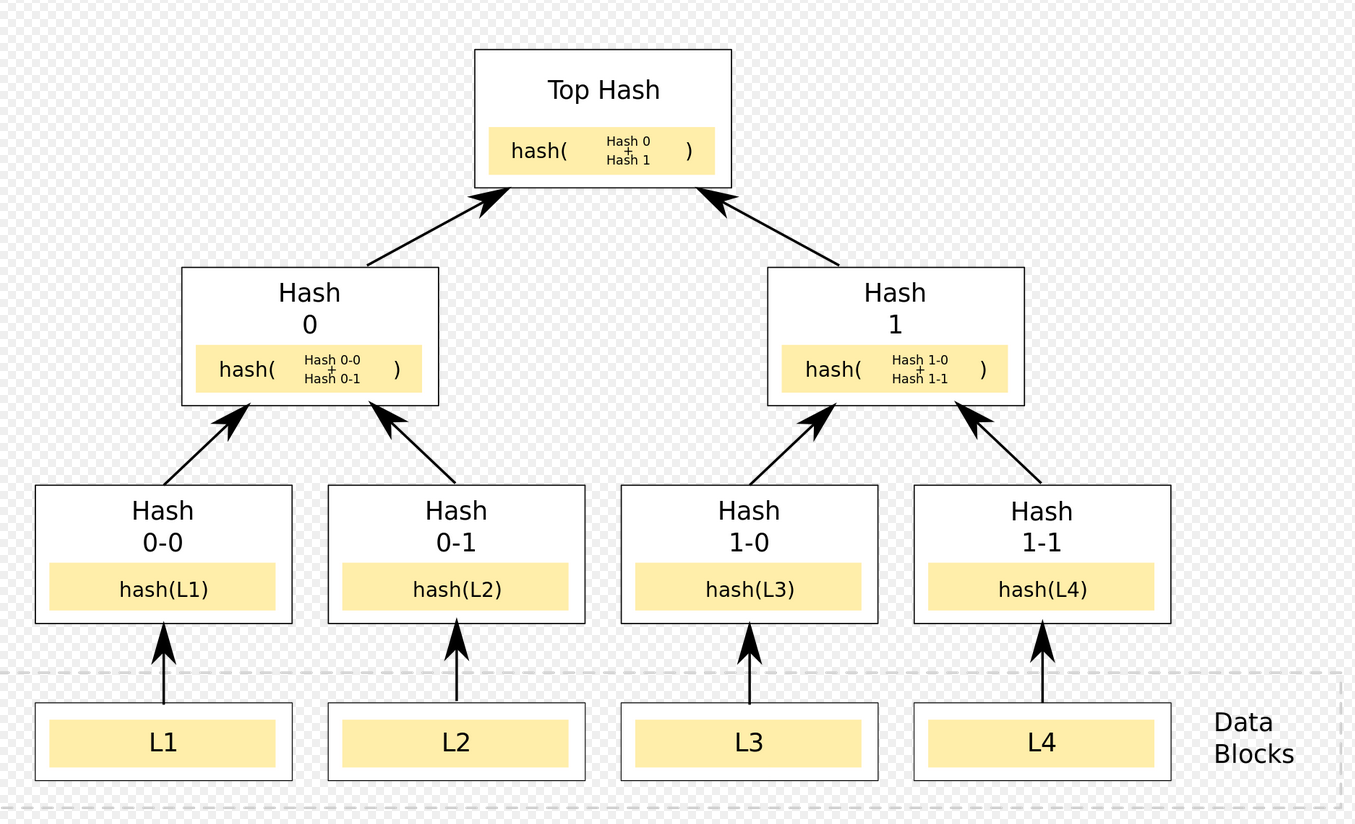 Top Hash
hash( Hash 0 + Hash 1 )
Hash
0
hash( Hash 0-0 + Hash 0-1 )
Hash
1
hash( Hash 1-0 + Hash 1-1 )
Hash
0-0
hash(L1)
Hash
0-1
hash(L2)
Hash
1-0
hash(L3)
Hash
1-1
hash(L4)
L1
L2
L3
L4
Data
Blocks